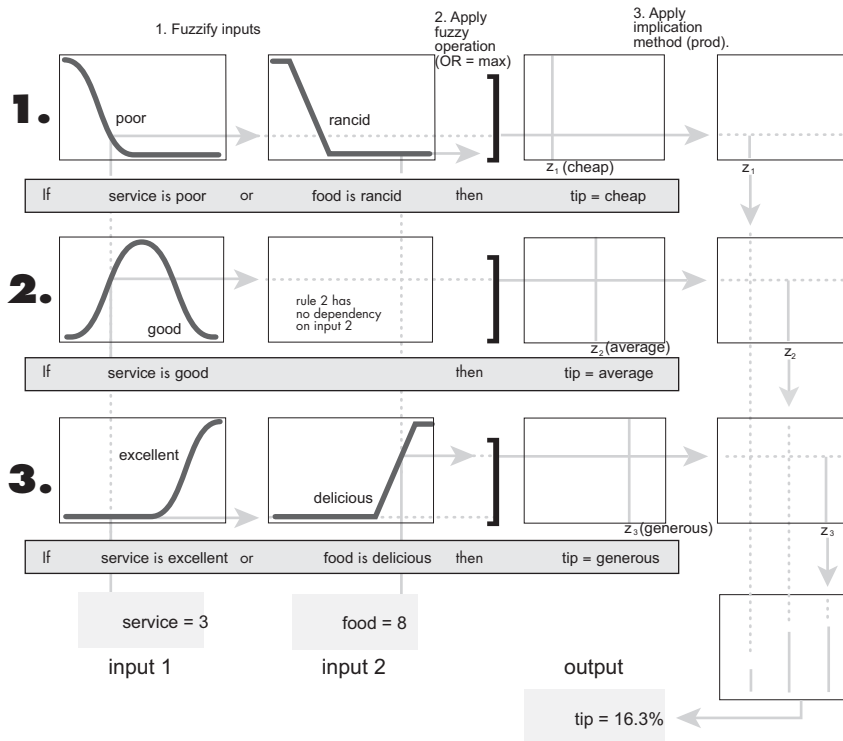 1. Fuzzify inputs
2. Apply
fuzzy
operation
(OR = max)
3. Apply
implication
method (prod).
1.
poor
rancid
z1 (cheap)
z1
If service is poor or food is rancid then tip = cheap
2.
good
rule 2 has
no dependency
on input 2
z2 (average)
z2
If service is good then tip = average
3.
excellent
delicious
z3 (generous)
z3
If service is excellent or food is delicious then tip = generous
service = 3
food = 8
input 1
input 2
output
tip = 16.3%